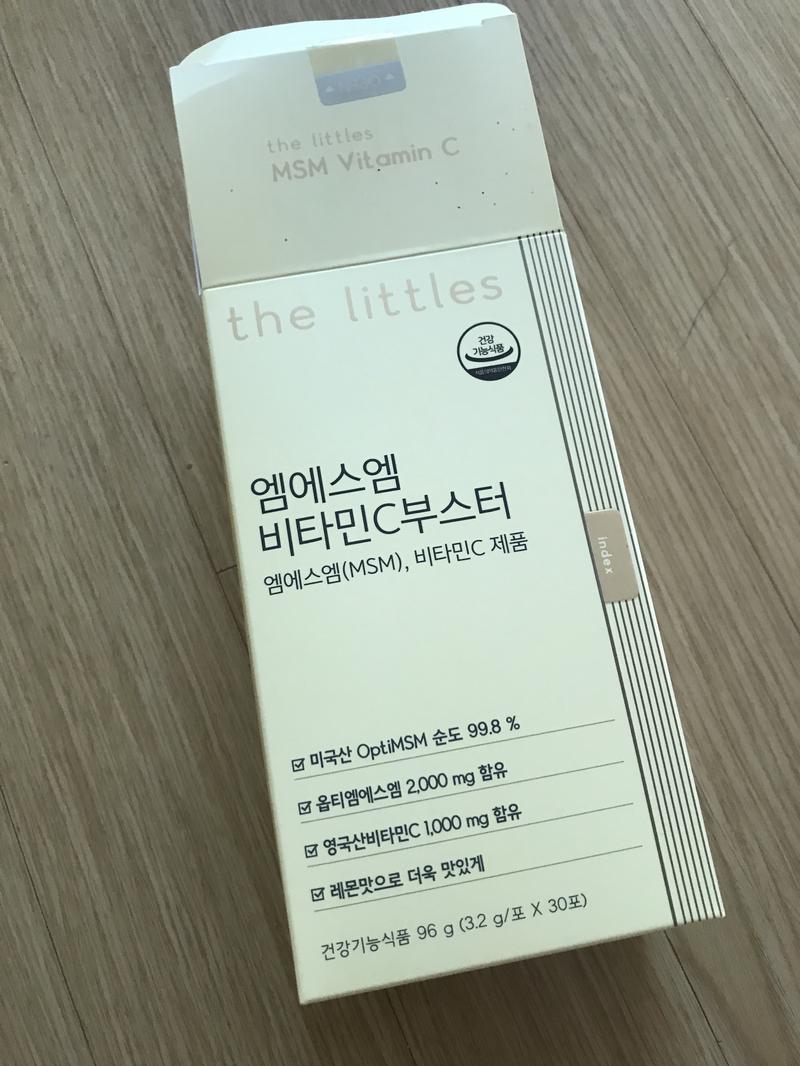 the littles
MSM Vitamin C
the littles
건강
기능식품
엠에스엠
비타민C부스터
엠에스엠(MSM), 비타민C 제품
index
미국산 OptiMSM 순도 99.8 %
옵티엠에스엠 2,000 mg 함유
영국산비타민C 1,000 mg 함유
레몬맛으로 더욱 맛있게
건강기능식품 96 g (3.2 g/포 X 30포)